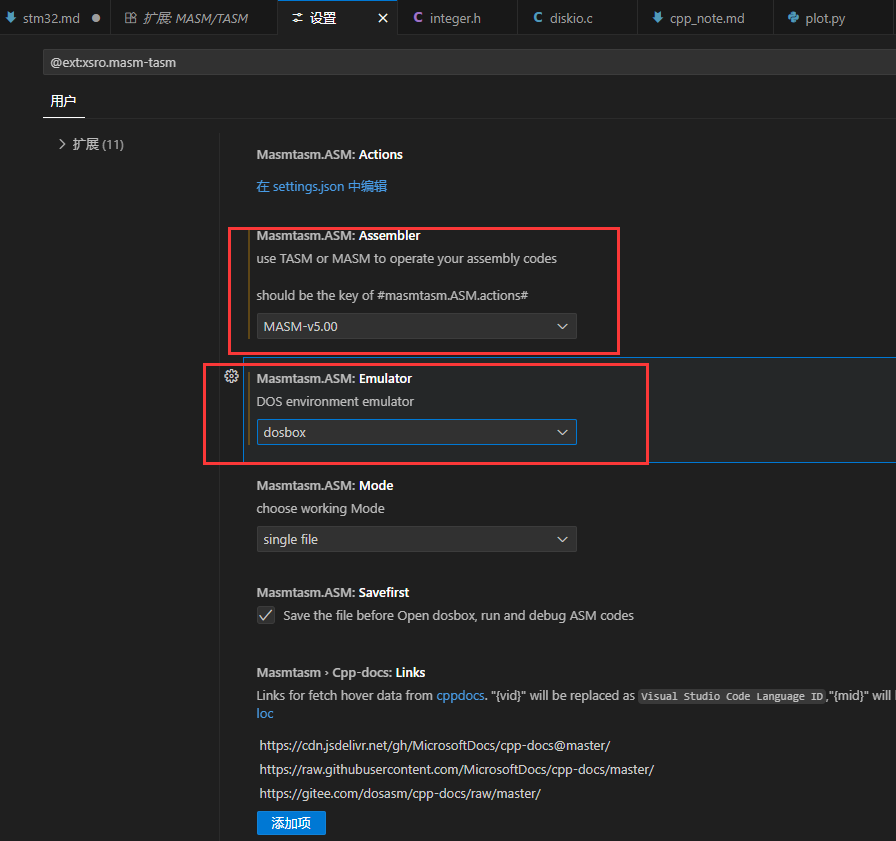 stm32.md
扩展: MASM/TASM
设置
integer.h
diskio.c
cpp_note.md
plot.py
@ext:xsro.masm-tasm
用户
扩展 (11)
Masmtasm.ASM: Actions
在 settings.json 中编辑
Masmtasm.ASM: Assembler
use TASM or MASM to operate your assembly codes
should be the key of #masmtasm.ASM.actions#
MASM-v5.00
Masmtasm.ASM: Emulator
DOS environment emulator
dosbox
Masmtasm.ASM: Mode
choose working Mode
single file
Masmtasm.ASM: Savefirst
Save the file before Open dosbox, run and debug ASM codes
Masmtasm › Cpp-docs: Links
Links for fetch hover data from cppdocs. "{vid}" will be replaced as Visual Studio Code Language ID,"{mid}" will
loc
https://cdn.jsdelivr.net/gh/MicrosoftDocs/cpp-docs@master/
https://raw.githubusercontent.com/MicrosoftDocs/cpp-docs/master/
https://gitee.com/dosasm/cpp-docs/raw/master/
添加项